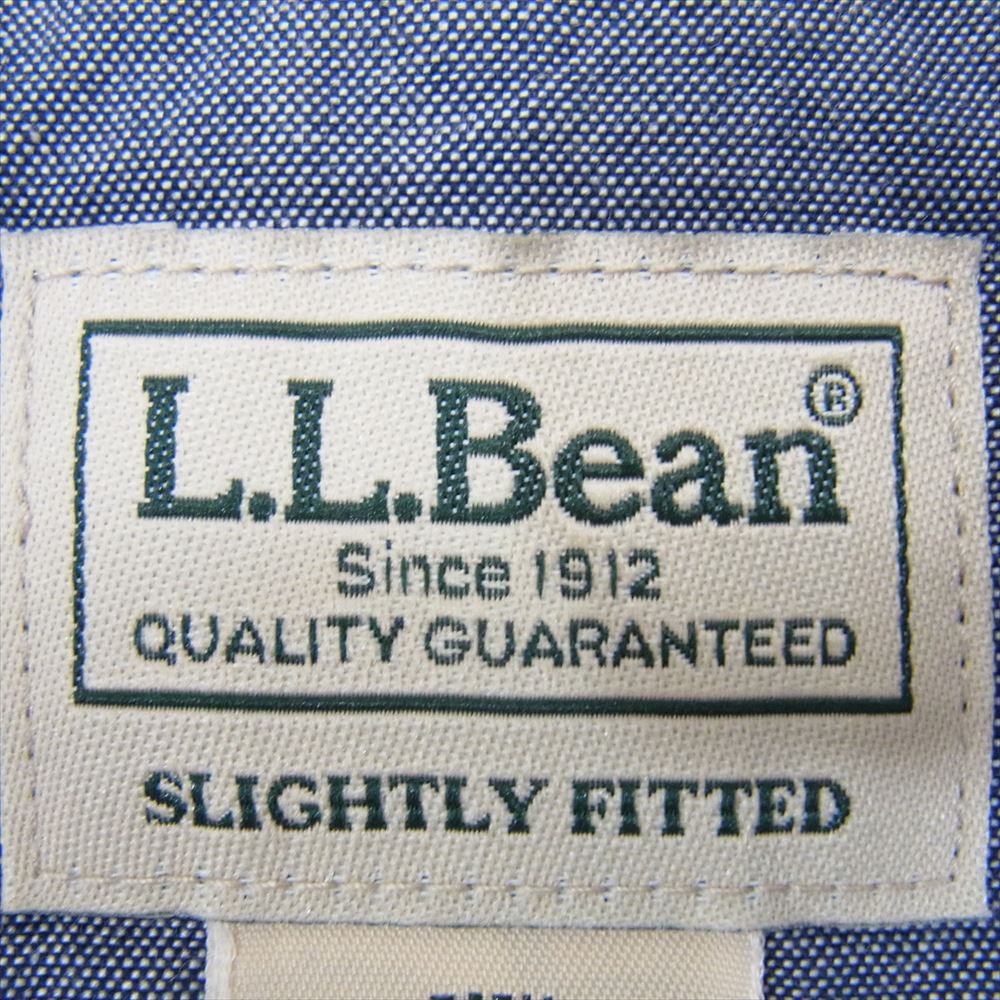 L.L.Bean®
Since 1912
QUALITY GUARANTEED
SLIGHTLY FITTED